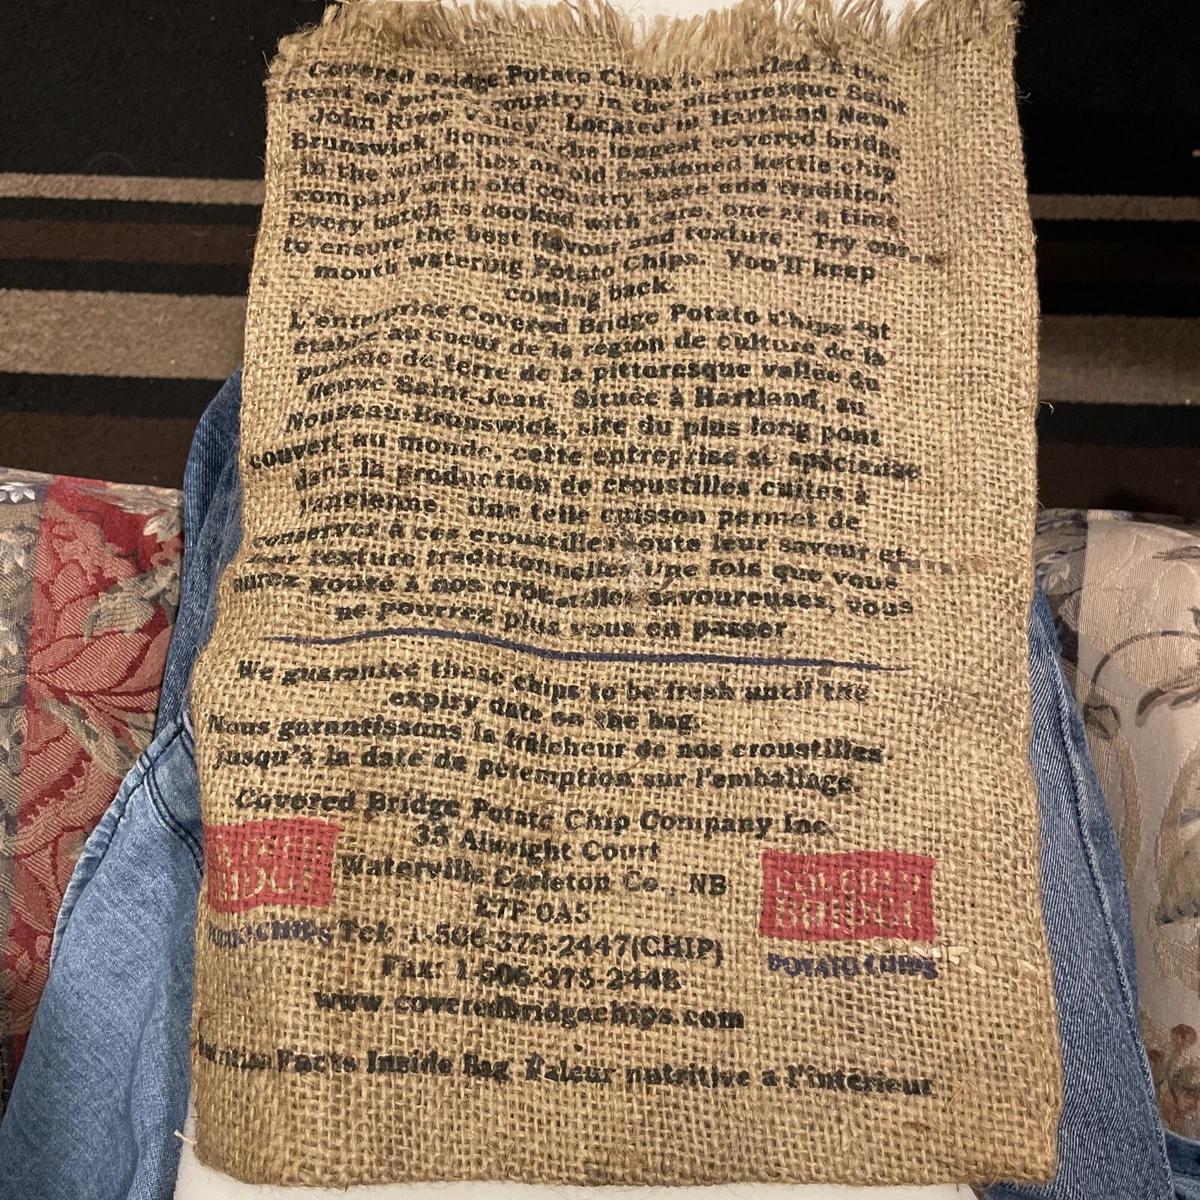 Covered Bridge Potato Chips is nestled in the
heart of potato country in the picturesque Saint
John River Valley. Located in Hartland New
Brunswick, home to the longest covered bridge
in the world, lies an old fashioned kettle chip
company with old country taste and tradition.
Every batch is cooked with care, one at a time
to ensure the best flavour and texture. Try our
mouth watering Potato Chips. You'll keep
coming back.
L'enterprise Covered Bridge Potato Chips est
établie au coeur de la région de culture de la
pomme de terre de la pittoresque vallée du
fleuve Saint-Jean. Située à Hartland, au
Nouveau-Brunswick, site du plus long pont
couvert au monde, cette entreprise se spécialise
dans la production de croustilles cuites à
l'ancienne. Une telle cuisson permet de
conserver à ces croustilles toute leur saveur et
leur texture traditionnelles. Une fois que vous
aurez goûté à nos croustilles savoureuses, vous
ne pourrez plus vous en passer.
We guarantee these chips to be fresh until the
expiry date on the bag.
Nous garantissons la fraîcheur de nos croustilles
jusqu'à la date de péremption sur l'emballage.
Covered Bridge Potato Chip Company Inc.
35 Alwright Court
Waterville Carleton Co., NB
E7P 0A5
Tel: 1-506-375-2447(CHIP)
Fax: 1-506-375-2448
www.coveredbridgechips.com
COVERED
BRIDGE
POTATO CHIPS
COVERED
BRIDGE
POTATO CHIPS
Nutrition Facts Inside Bag Valeur nutritive a l'intérieur